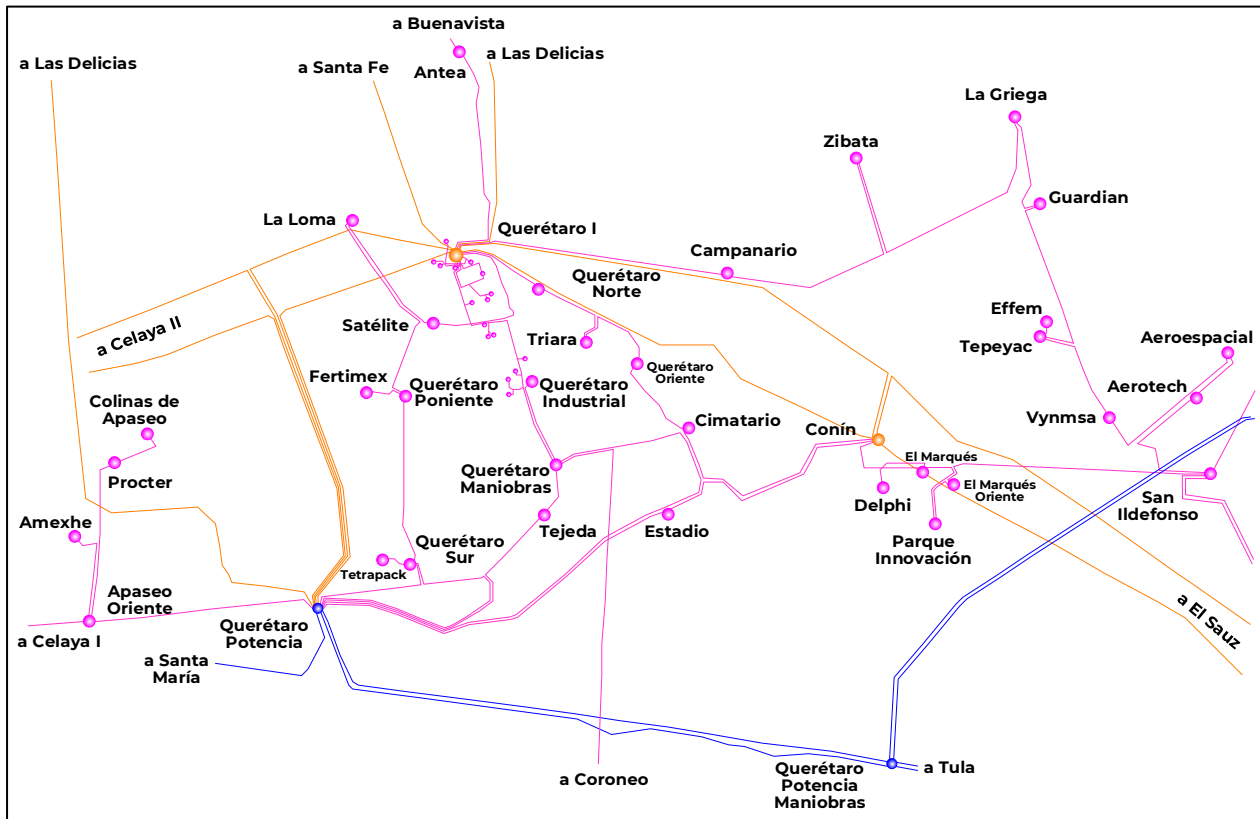 a Buenavista
a Las Delicias
a Las Delicias
a Santa Fe
Antea
La Griega
Zibata
Guardian
La Loma
Querétaro I
Campanario
Querétaro
Norte
a Celaya II
Satélite
Triara
Effem
Tepeyac
Aeroespacial
Querétaro
Oriente
Fertimex
Querétaro
Poniente
Querétaro
Industrial
Aerotech
Colinas de
Apaseo
Cimatario
Conín
Vynmsa
Procter
Querétaro
Maniobras
El Marqués
El Marqués
Oriente
Delphi
San
Ildefonso
Amexhe
Tejeda
Estadio
Parque
Innovación
Querétaro
Sur
Tetrapack
Apaseo
Oriente
a El Sauz
a Celaya I
Querétaro
Potencia
a Santa
María
a Coroneo
Querétaro
Potencia
Maniobras
a Tula